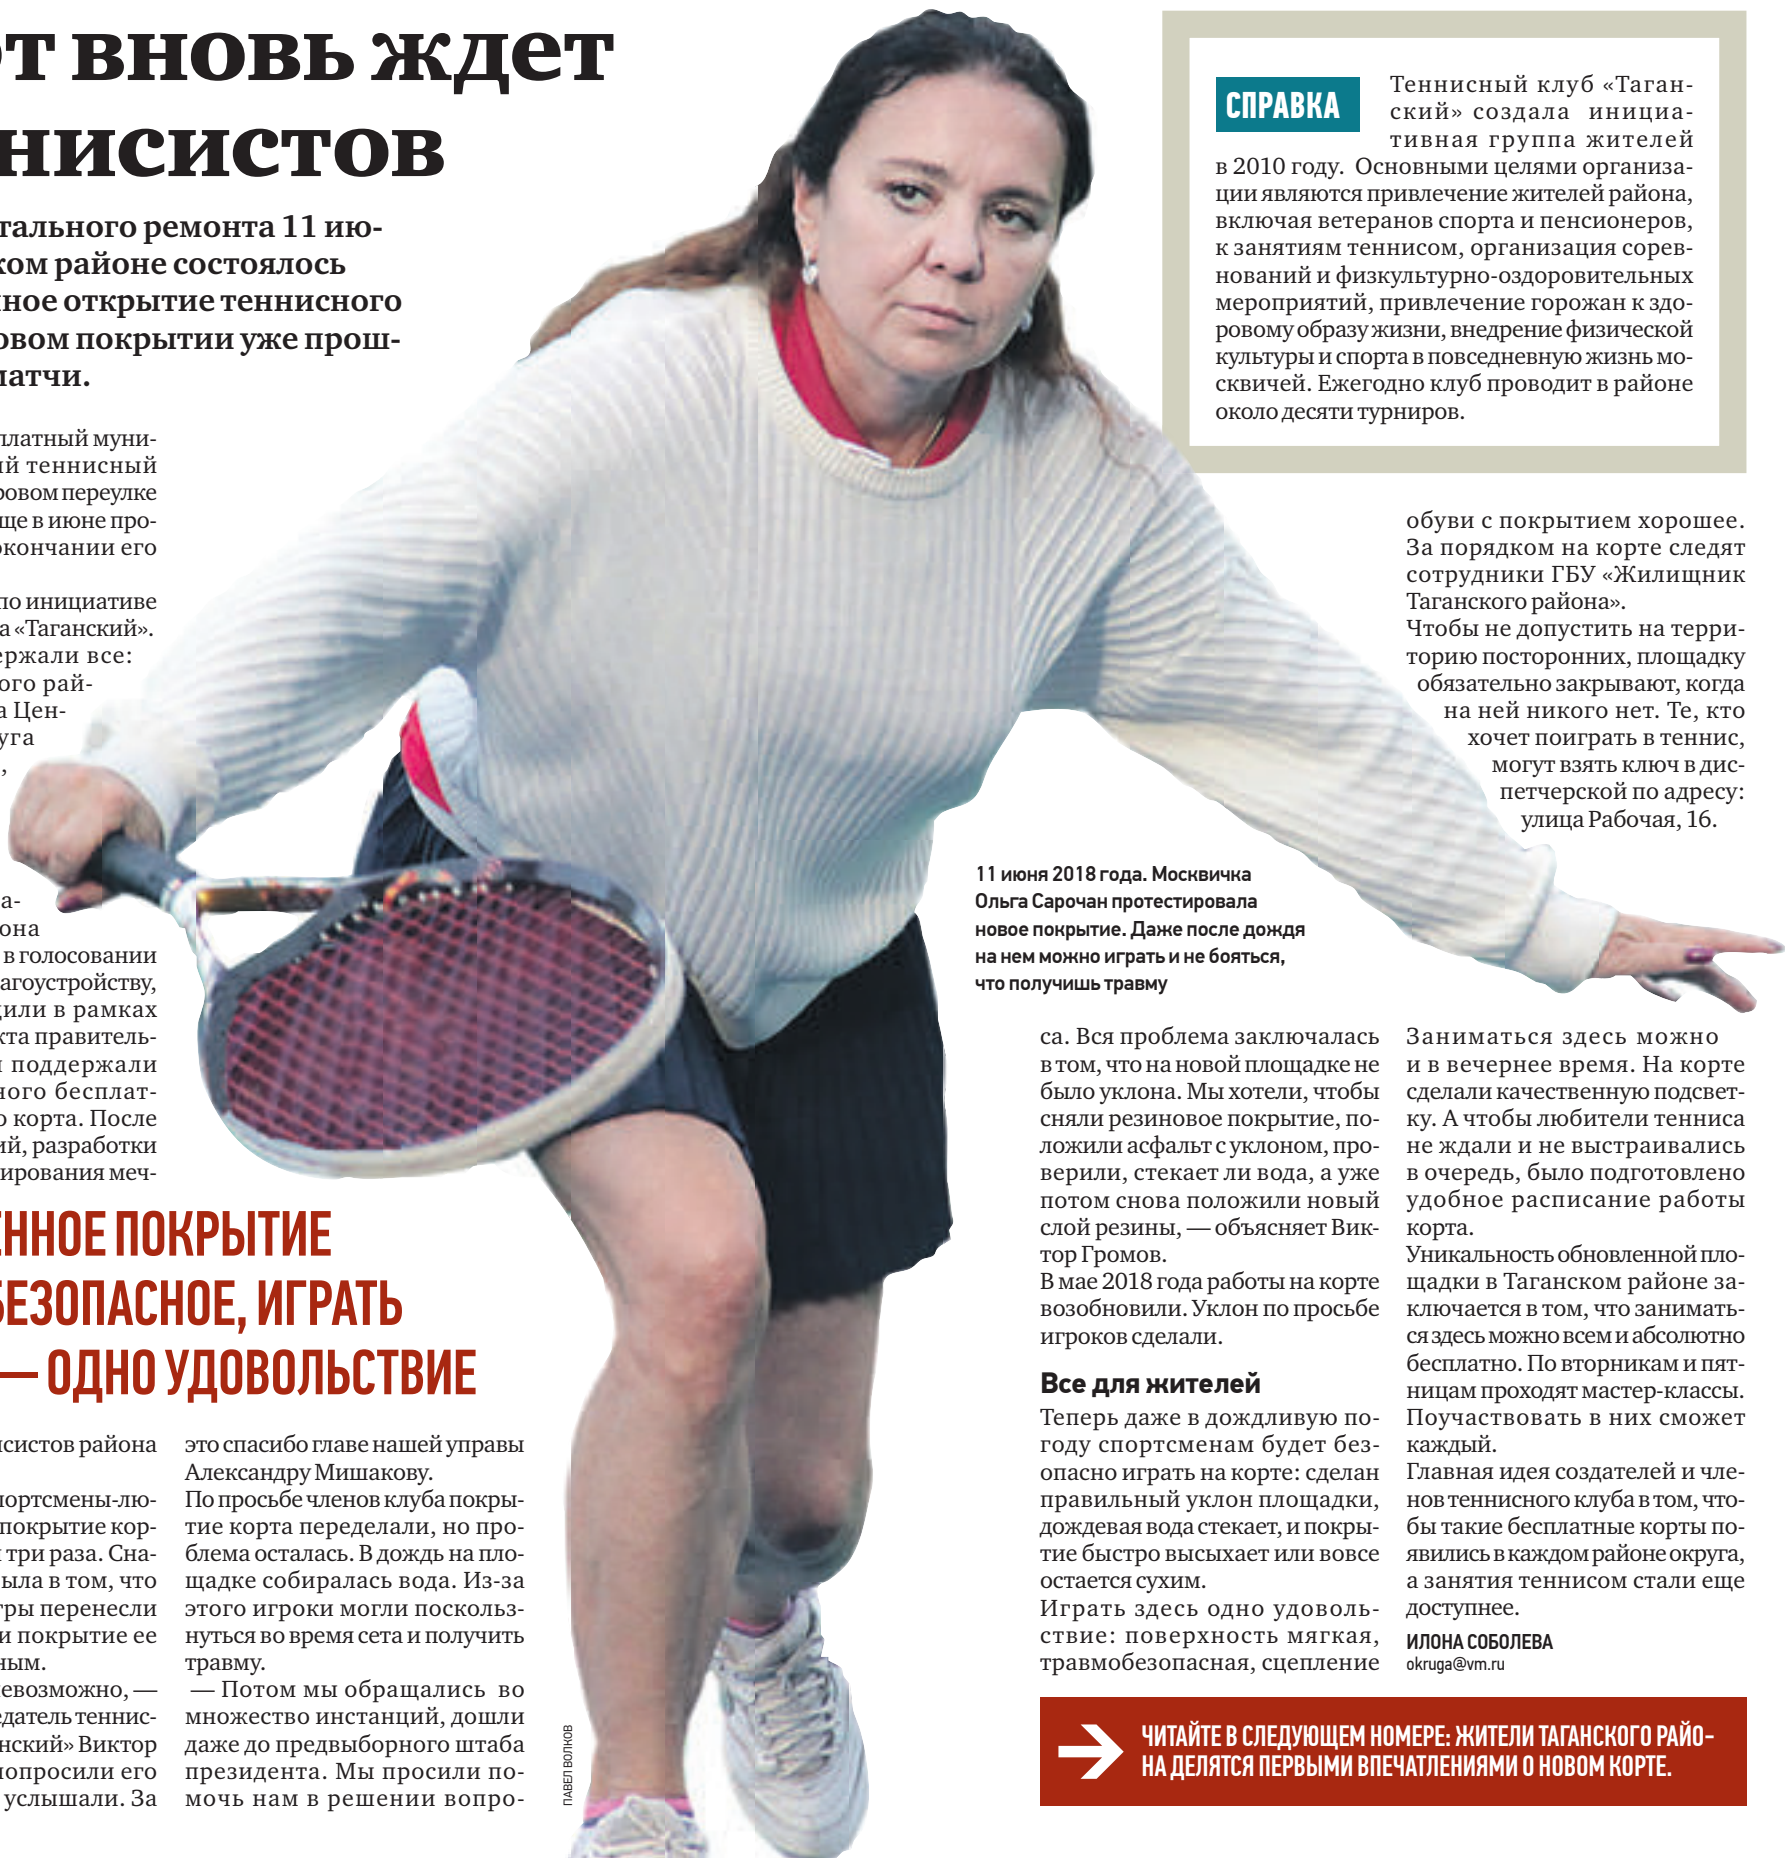 от вновь ждет
нисистов
тального ремонта 11 ию-
ком районе состоялось
ное открытие теннисного
овом покрытии уже прош-
матчи.
платный муни-
ий теннисный
ровом переулке
ще в июне про-
окончании его
по инициативе
а «Таганский».
ержали все:
ого рай-
а Цен-
уга
,
а-
она
в голосовании
агоустройству,
дили в рамках
кта правитель-
и поддержали
ного бесплат-
о корта. После
ий, разработки
ирования меч-
ЕННОЕ ПОКРЫТИЕ
БЕЗОПАСНОЕ, ИГРАТЬ
— ОДНО УДОВОЛЬСТВИЕ
исистов района
портсмены-лю-
покрытие кор-
и три раза. Сна-
ыла в том, что
гры перенесли
и покрытие ее
ным.
невозможно, —
едатель теннис-
нский» Виктор
попросили его
услышали. За
это спасибо главе нашей управы
Александру Мишакову.
По просьбе членов клуба покры-
тие корта переделали, но про-
блема осталась. В дождь на пло-
щадке собиралась вода. Из-за
этого игроки могли поскольз-
нуться во время сета и получить
травму.
— Потом мы обращались во
множество инстанций, дошли
даже до предвыборного штаба
президента. Мы просили по-
мочь нам в решении вопро-
ПАВЕЛ ВОЛКОВ
11 июня 2018 года. Москвичка
Ольга Сарочан протестировала
новое покрытие. Даже после дождя
на нем можно играть и не бояться,
что получишь травму
са. Вся проблема заключалась
в том, что на новой площадке не
было уклона. Мы хотели, чтобы
сняли резиновое покрытие, по-
ложили асфальт с уклоном, про-
верили, стекает ли вода, а уже
потом снова положили новый
слой резины, — объясняет Вик-
тор Громов.
В мае 2018 года работы на корте
возобновили. Уклон по просьбе
игроков сделали.
Все для жителей
Теперь даже в дождливую по-
году спортсменам будет без-
опасно играть на корте: сделан
правильный уклон площадки,
дождевая вода стекает, и покры-
тие быстро высыхает или вовсе
остается сухим.
Играть здесь одно удоволь-
ствие: поверхность мягкая,
травмобезопасная, сцепление
обуви с покрытием хорошее.
За порядком на корте следят
сотрудники ГБУ «Жилищник
Таганского района».
Чтобы не допустить на терри-
торию посторонних, площадку
обязательно закрывают, когда
на ней никого нет. Те, кто
хочет поиграть в теннис,
могут взять ключ в дис-
петчерской по адресу:
улица Рабочая, 16.
Заниматься здесь можно
и в вечернее время. На корте
сделали качественную подсвет-
ку. А чтобы любители тенниса
не ждали и не выстраивались
в очередь, было подготовлено
удобное расписание работы
корта.
Уникальность обновленной пло-
щадки в Таганском районе за-
ключается в том, что занимать-
ся здесь можно всем и абсолютно
бесплатно. По вторникам и пят-
ницам проходят мастер-классы.
Поучаствовать в них сможет
каждый.
Главная идея создателей и чле-
нов теннисного клуба в том, что-
бы такие бесплатные корты по-
явились в каждом районе округа,
а занятия теннисом стали еще
доступнее.
ИЛОНА СОБОЛЕВА
okruga@vm.ru
СПРАВКА
Теннисный клуб «Таган-
ский» создала инициа-
тивная группа жителей
в 2010 году. Основными целями организа-
ции являются привлечение жителей района,
включая ветеранов спорта и пенсионеров,
к занятиям теннисом, организация сорев-
нований и физкультурно-оздоровительных
мероприятий, привлечение горожан к здо-
ровому образу жизни, внедрение физической
культуры и спорта в повседневную жизнь мо-
сквичей. Ежегодно клуб проводит в районе
около десяти турниров.
ЧИТАЙТЕ В СЛЕДУЮЩЕМ НОМЕРЕ: ЖИТЕЛИ ТАГАНСКОГО РАЙО-
НА ДЕЛЯТСЯ ПЕРВЫМИ ВПЕЧАТЛЕНИЯМИ О НОВОМ КОРТЕ.